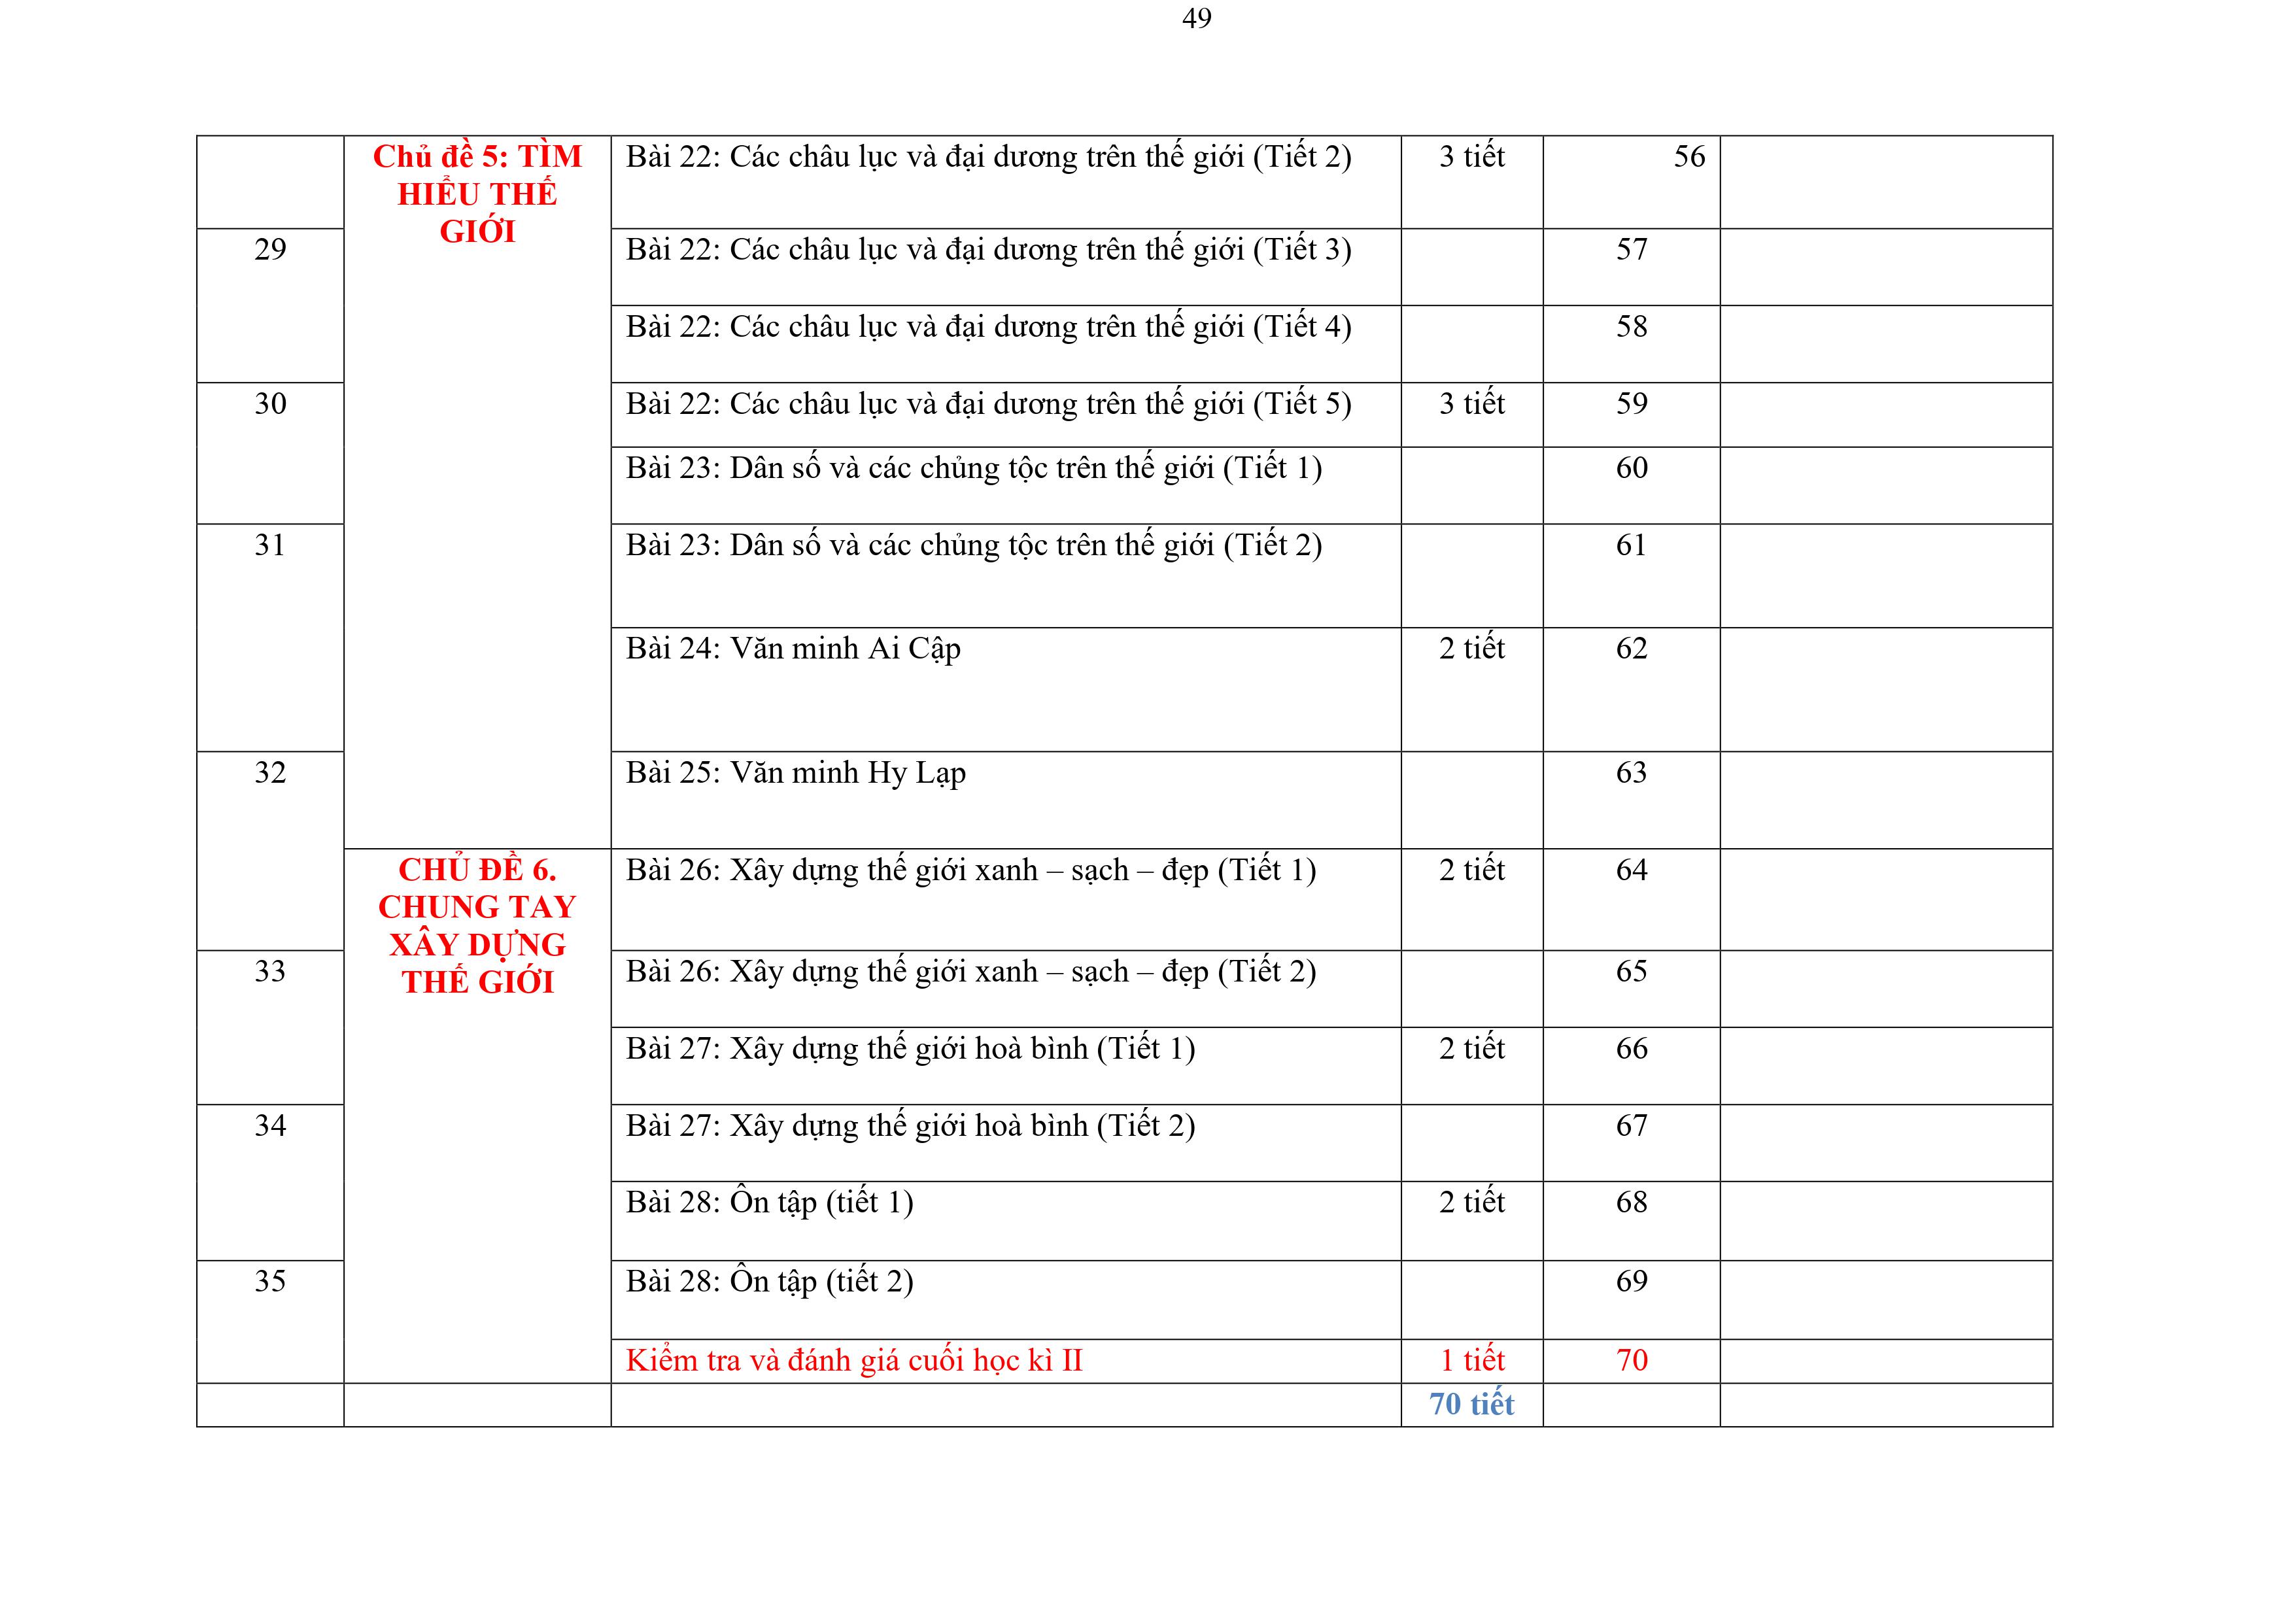 49
Chủ đề 5: TÌM
HIỂU THẾ
GIỚI
Bài 22: Các châu lục và đại dương trên thế giới (Tiết 2) 3 tiết 56
29 Bài 22: Các châu lục và đại dương trên thế giới (Tiết 3) 57
Bài 22: Các châu lục và đại dương trên thế giới (Tiết 4) 58
30 Bài 22: Các châu lục và đại dương trên thế giới (Tiết 5) 3 tiết 59
Bài 23: Dân số và các chủng tộc trên thế giới (Tiết 1) 60
31 Bài 23: Dân số và các chủng tộc trên thế giới (Tiết 2) 61
Bài 24: Văn minh Ai Cập 2 tiết 62
32 Bài 25: Văn minh Hy Lạp 63
CHỦ ĐỀ 6.
CHUNG TAY
XÂY DỰNG
THẾ GIỚI
Bài 26: Xây dựng thế giới xanh – sạch – đẹp (Tiết 1) 2 tiết 64
33 Bài 26: Xây dựng thế giới xanh – sạch – đẹp (Tiết 2) 65
Bài 27: Xây dựng thế giới hoà bình (Tiết 1) 2 tiết 66
34 Bài 27: Xây dựng thế giới hoà bình (Tiết 2) 67
Bài 28: Ôn tập (tiết 1) 2 tiết 68
35 Bài 28: Ôn tập (tiết 2) 69
Kiểm tra và đánh giá cuối học kì II 1 tiết 70
70 tiết